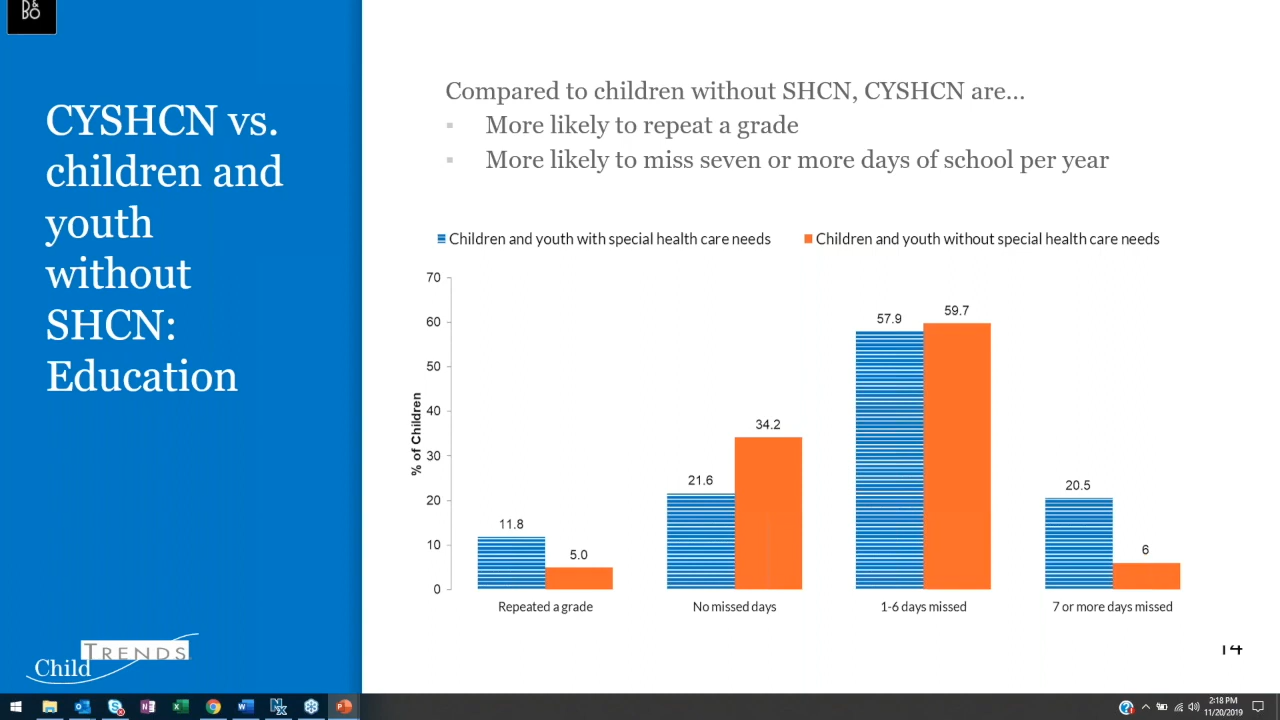 B&O
CYSHCN vs.
children and
youth
without
SHCN:
Education
Compared to children without SHCN, CYSHCN are...
▪ More likely to repeat a grade
▪ More likely to miss seven or more days of school per year
Children and youth with special health care needs
Children and youth without special health care needs
% of Children
70
60
50
40
30
20
10
0
11.8
5.0
21.6
34.2
57.9
59.7
20.5
6
Repeated a grade
No missed days
1-6 days missed
7 or more days missed
Child TRENDS
14
2:18 PM
11/20/2019